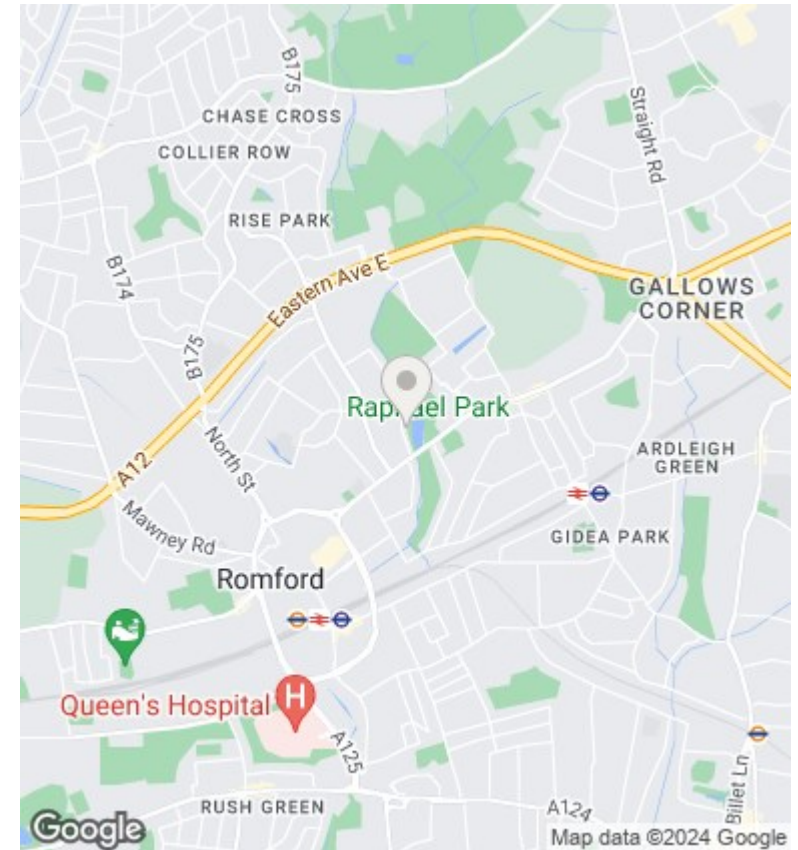 B175
CHASE CROSS
COLLIER ROW
Straight Rd
RISE PARK
B174
Eastern Ave E
GALLOWS
CORNER
B175
Raphael Park
North St
A12
ARDLEIGH
GREEN
Mawney Rd
GIDEA PARK
Romford
Queen's Hospital
H
A125
Billet Ln
RUSH GREEN
A124
Google
Map data ©2024 Google